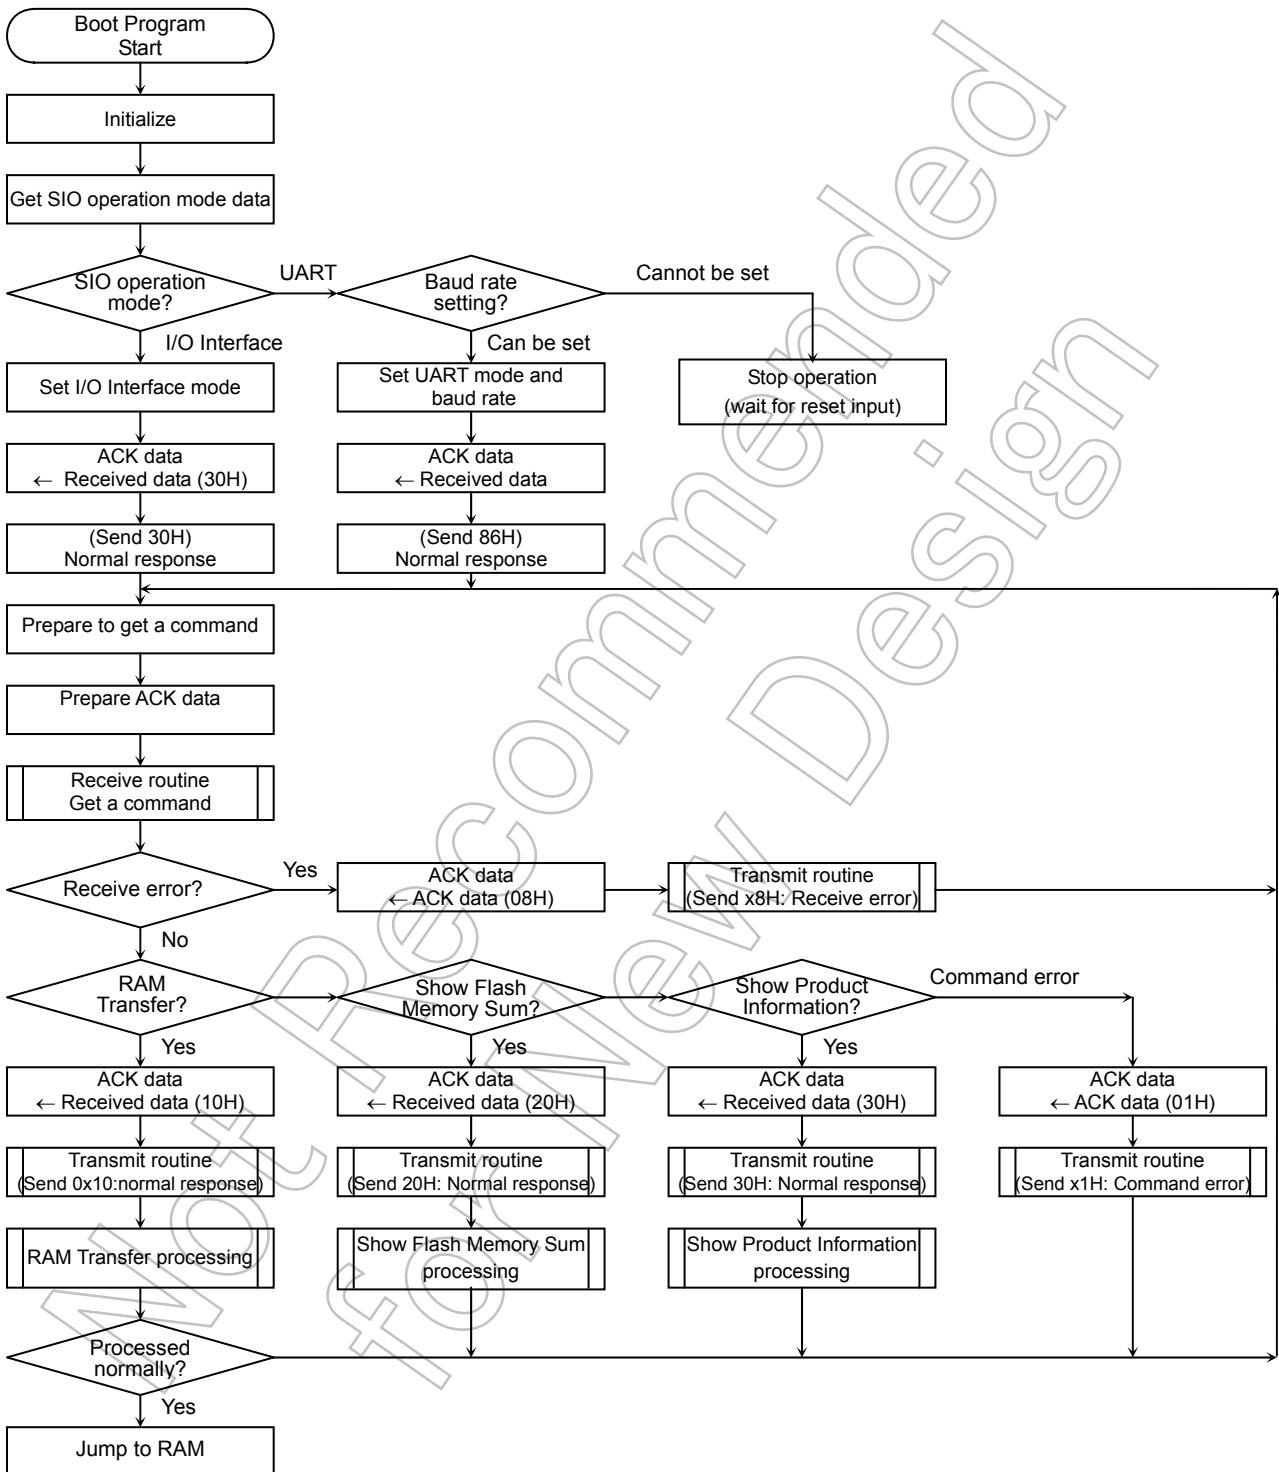 Boot Program
Start
Initialize
Get SIO operation mode data
SIO operation
mode?
UART
Baud rate
setting?
Cannot be set
I/O Interface
Can be set
Set I/O Interface mode
Set UART mode and
baud rate
Stop operation
(wait for reset input)
ACK data
← Received data (30H)
ACK data
← Received data
(Send 30H)
Normal response
(Send 86H)
Normal response
Prepare to get a command
Prepare ACK data
Receive routine
Get a command
Receive error?
Yes
ACK data
← ACK data (08H)
Transmit routine
(Send x8H: Receive error)
No
RAM
Transfer?
Show Flash
Memory Sum?
Show Product
Information?
Command error
Yes
Yes
Yes
ACK data
← Received data (10H)
ACK data
← Received data (20H)
ACK data
← Received data (30H)
ACK data
← ACK data (01H)
Transmit routine
(Send 0x10:normal response)
Transmit routine
(Send 20H: Normal response)
Transmit routine
(Send 30H: Normal response)
Transmit routine
(Send x1H: Command error)
RAM Transfer processing
Show Flash Memory Sum
processing
Show Product Information
processing
Processed
normally?
Yes
Jump to RAM
Not Recommended
for New Design